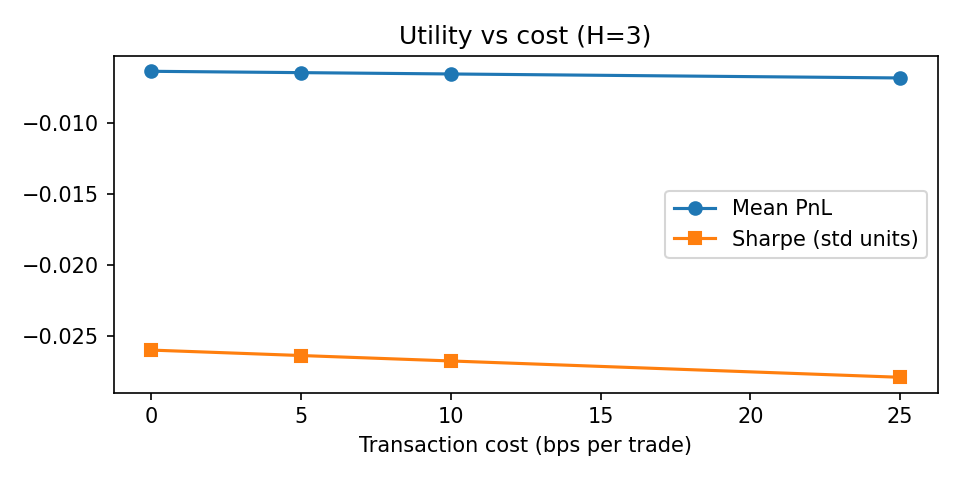 Utility vs cost (H=3)
−0.010
−0.015
−0.020
−0.025
Mean PnL
Sharpe (std units)
0 5 10 15 20 25
Transaction cost (bps per trade)